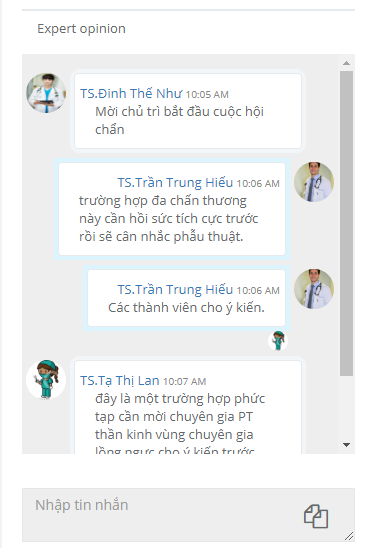 Expert opinion
TS.Đinh Thế Như 10:05 AM
Mời chủ trì bắt đầu cuộc hội
chẩn
TS.Trần Trung Hiếu 10:06 AM
trường hợp đa chấn thương
này cần hồi sức tích cực trước
rồi sẽ cân nhắc phẫu thuật.
TS.Trần Trung Hiếu 10:06 AM
Các thành viên cho ý kiến.
TS.Tạ Thị Lan 10:07 AM
đây là một trường hợp phức
tạp cần mời chuyên gia PT
thần kinh vùng chuyên gia
lồng ngực cho ý kiến trước
Nhập tin nhắn